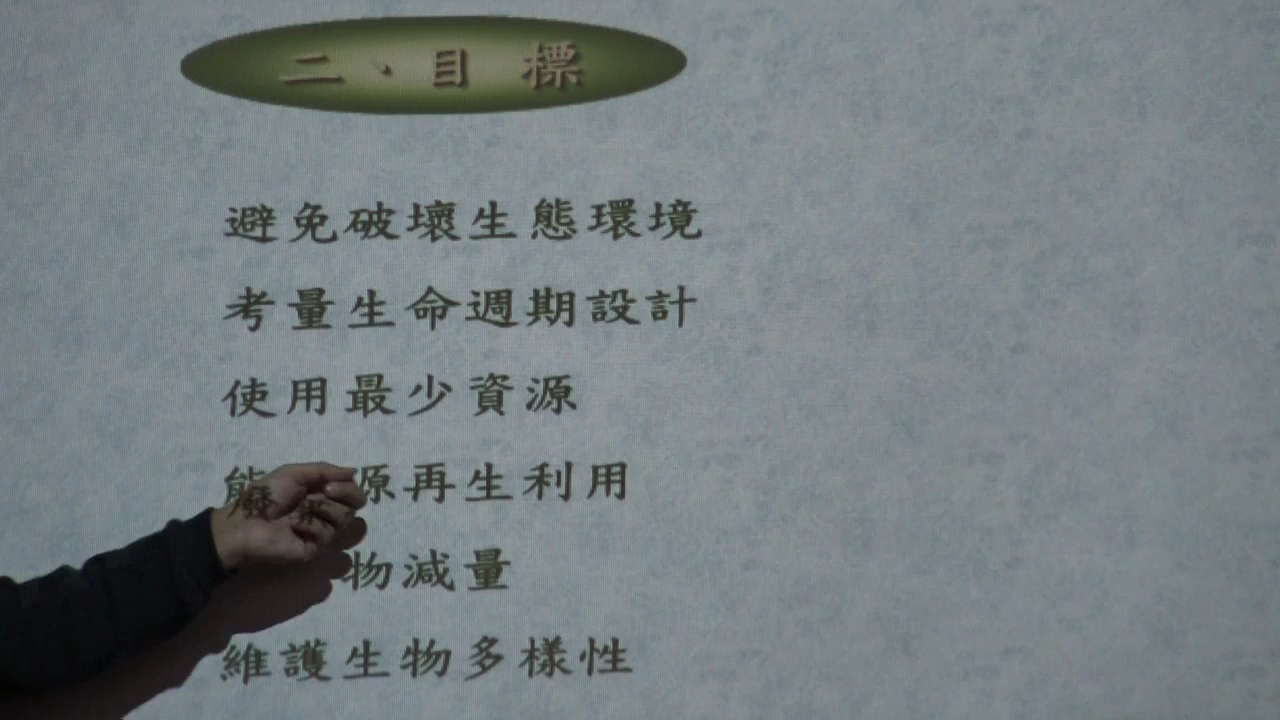 二、目標
避免破壞生態環境
考量生命週期設計
使用最少資源
能 源再生利用
廢 物減量
維護生物多樣性